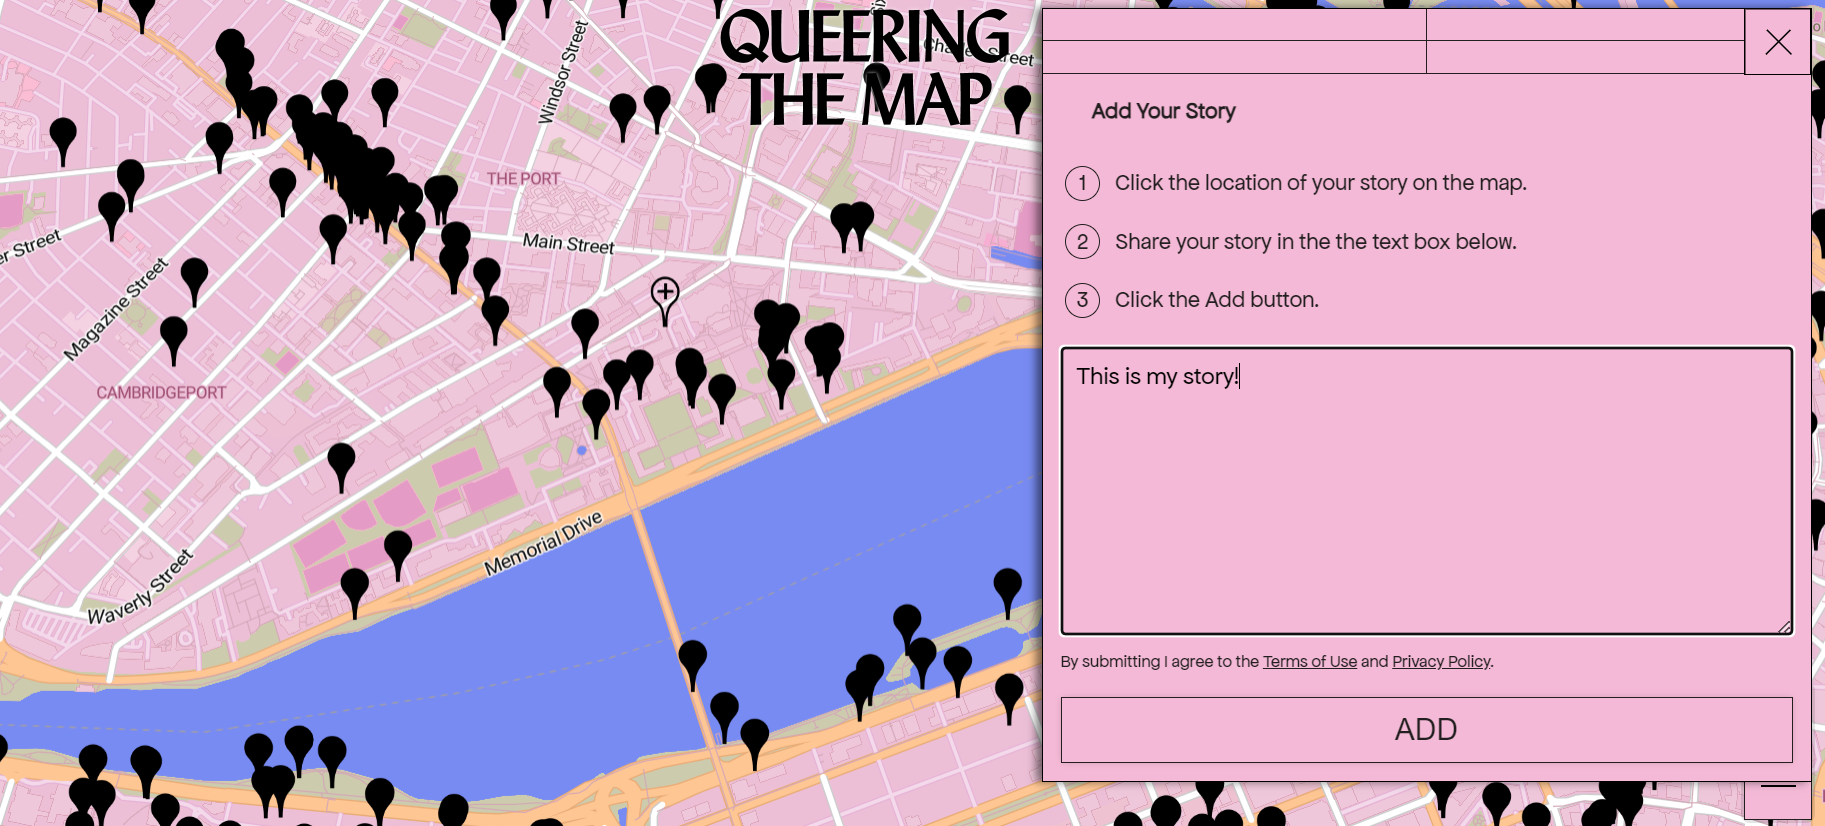 QUEERING
THE MAP
Windsor Street
Street
THE PORT
Main Street
Street
Magazine Street
CAMBRIDGEPORT
Waverly Street
Memorial Drive
Add Your Story
1 Click the location of your story on the map.
2 Share your story in the the text box below.
3 Click the Add button.
This is my story!
By submitting I agree to the Terms of Use and Privacy Policy.
ADD